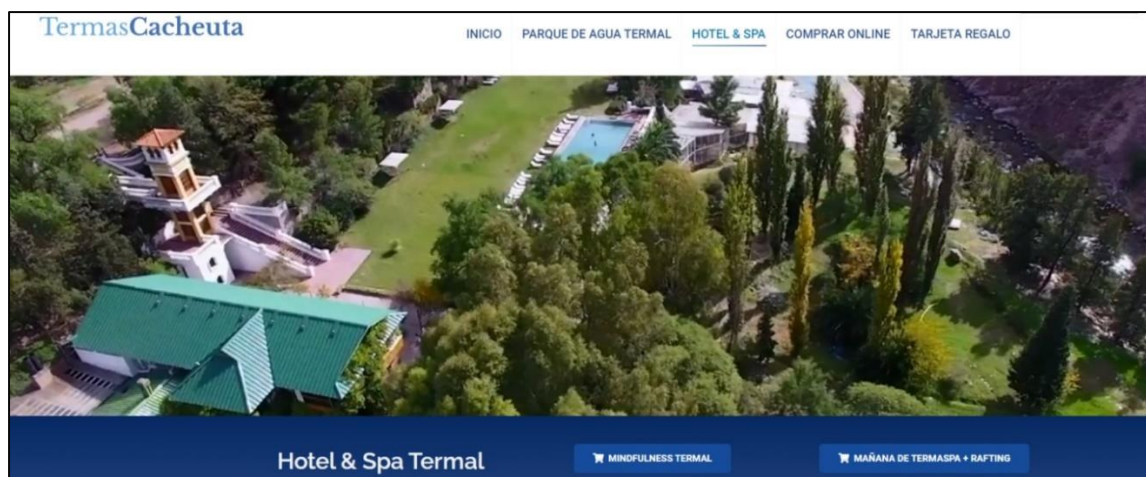 TermasCacheuta
INICIO PARQUE DE AGUA TERMAL HOTEL & SPA COMPRAR ONLINE TARJETA REGALO
Hotel & Spa Termal
MINDFULNESS TERMAL
MAÑANA DE TERMASPA + RAFTING